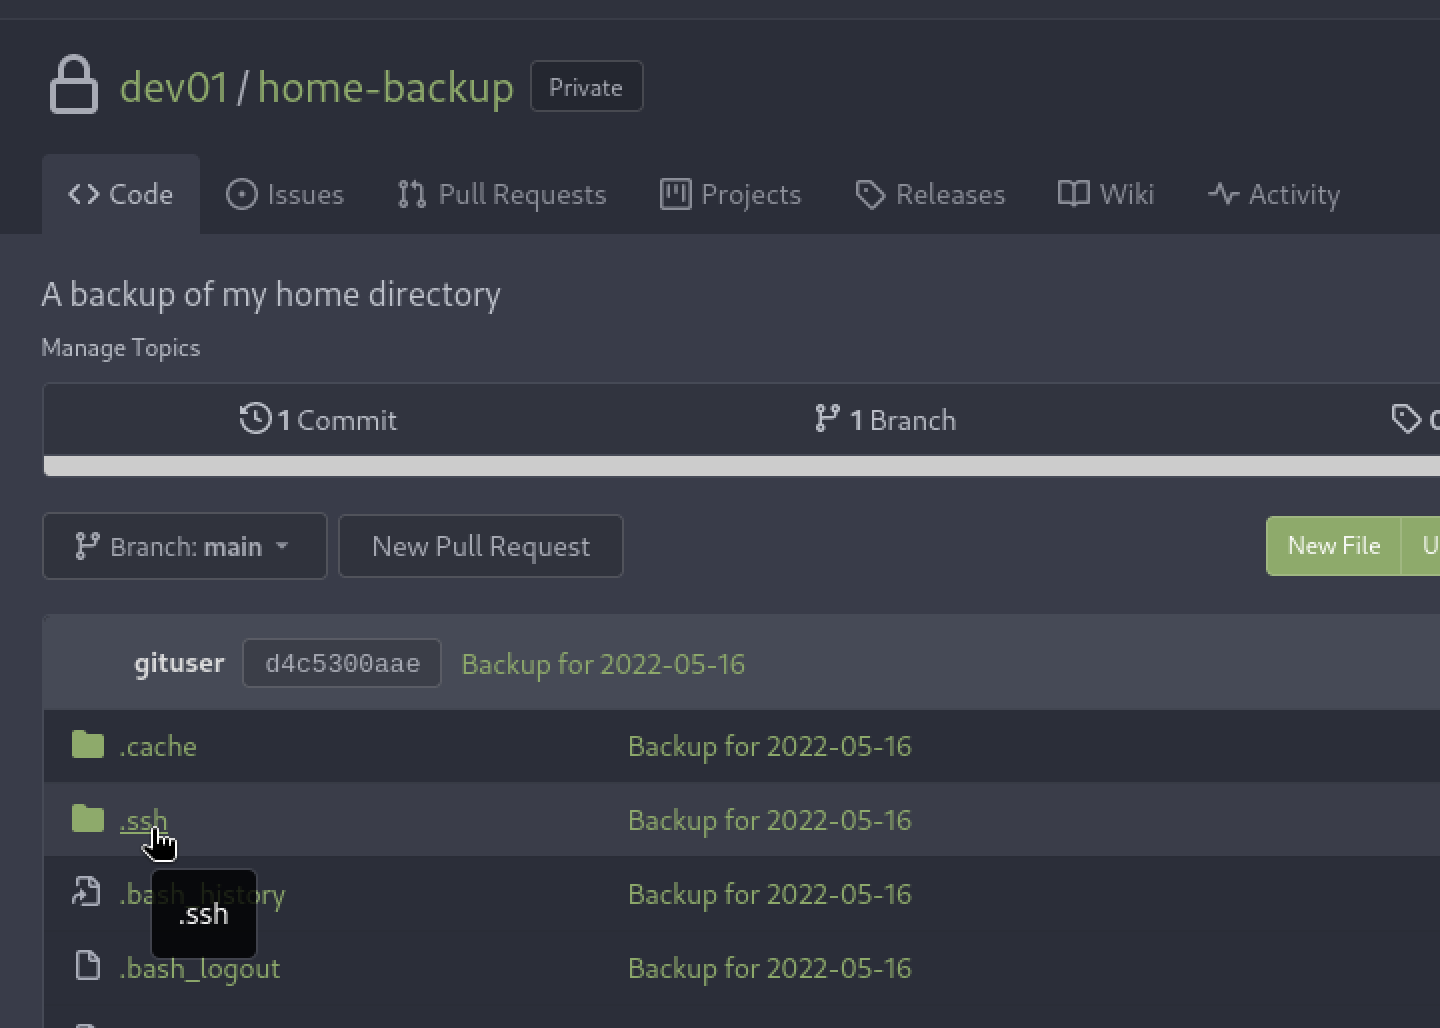 dev01 / home-backup Private
Code Issues Pull Requests Projects Releases Wiki Activity
A backup of my home directory
Manage Topics
1 Commit 1 Branch
Branch: main New Pull Request New File
gituser d4c5300aae Backup for 2022-05-16
.cache Backup for 2022-05-16
.ssh Backup for 2022-05-16
.bash_history Backup for 2022-05-16
.ssh
.bash_logout Backup for 2022-05-16